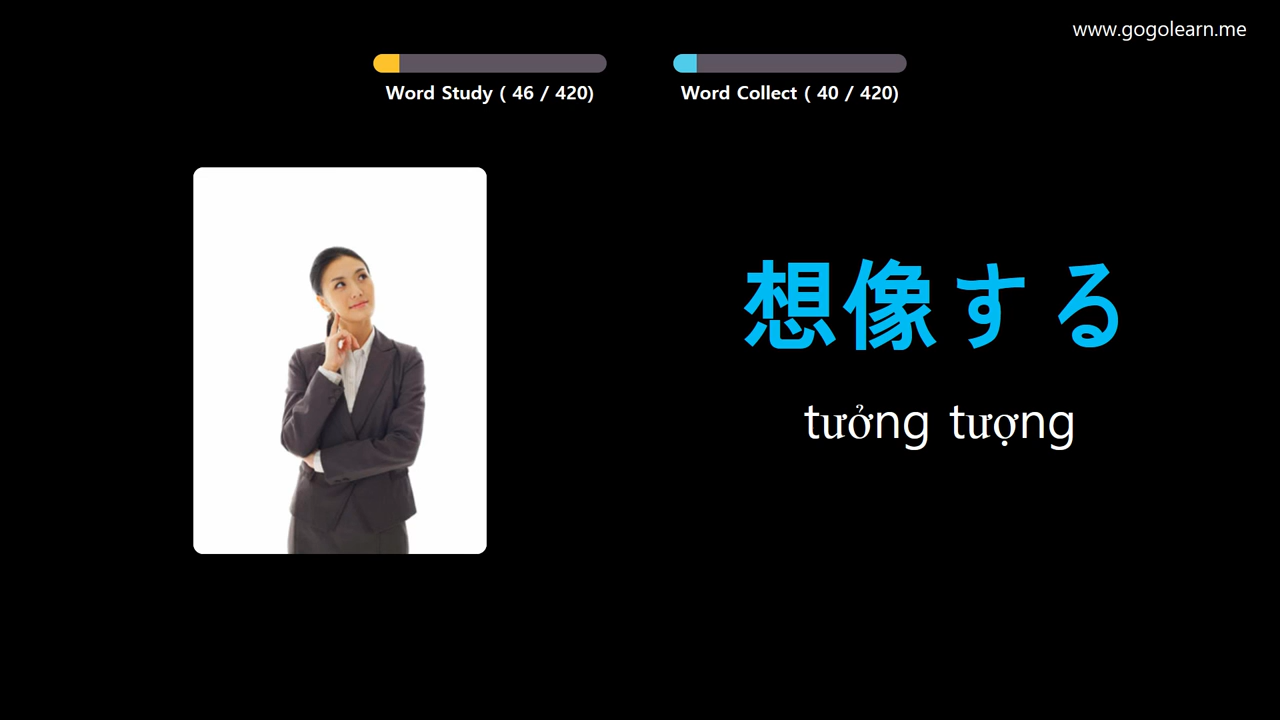 www.gogolearn.me
Word Study ( 46 / 420)
Word Collect ( 40 / 420)
想像する
tưởng tượng